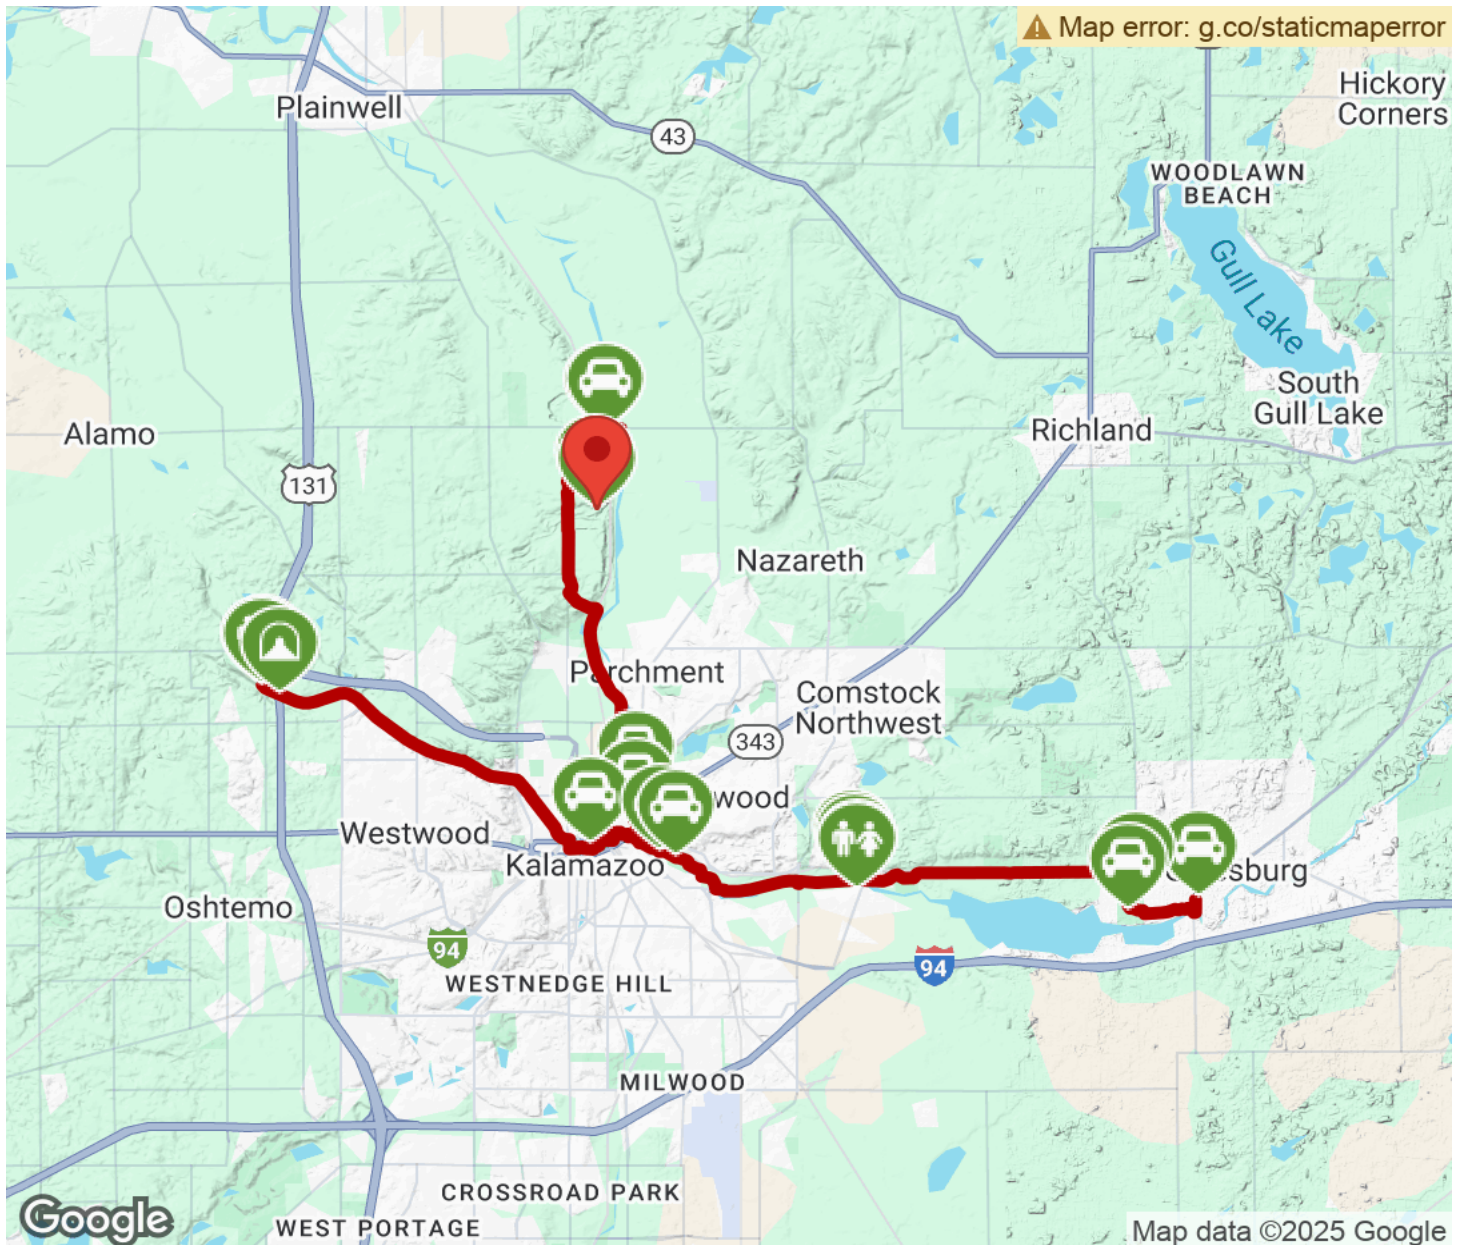 Map error: g.co/staticmaperror
Hickory
Corners
Plainwell
43
WOODLAWN
BEACH
Gull Lake
South
Gull Lake
Richland
Alamo
131
Nazareth
Parchment
Comstock
Northwest
343
wood
Westwood
Kalamazoo
sburg
Oshtemo
94
94
WESTNEDGE HILL
MILWOOD
CROSSROAD PARK
WEST PORTAGE
Google
Map data ©2025 Google